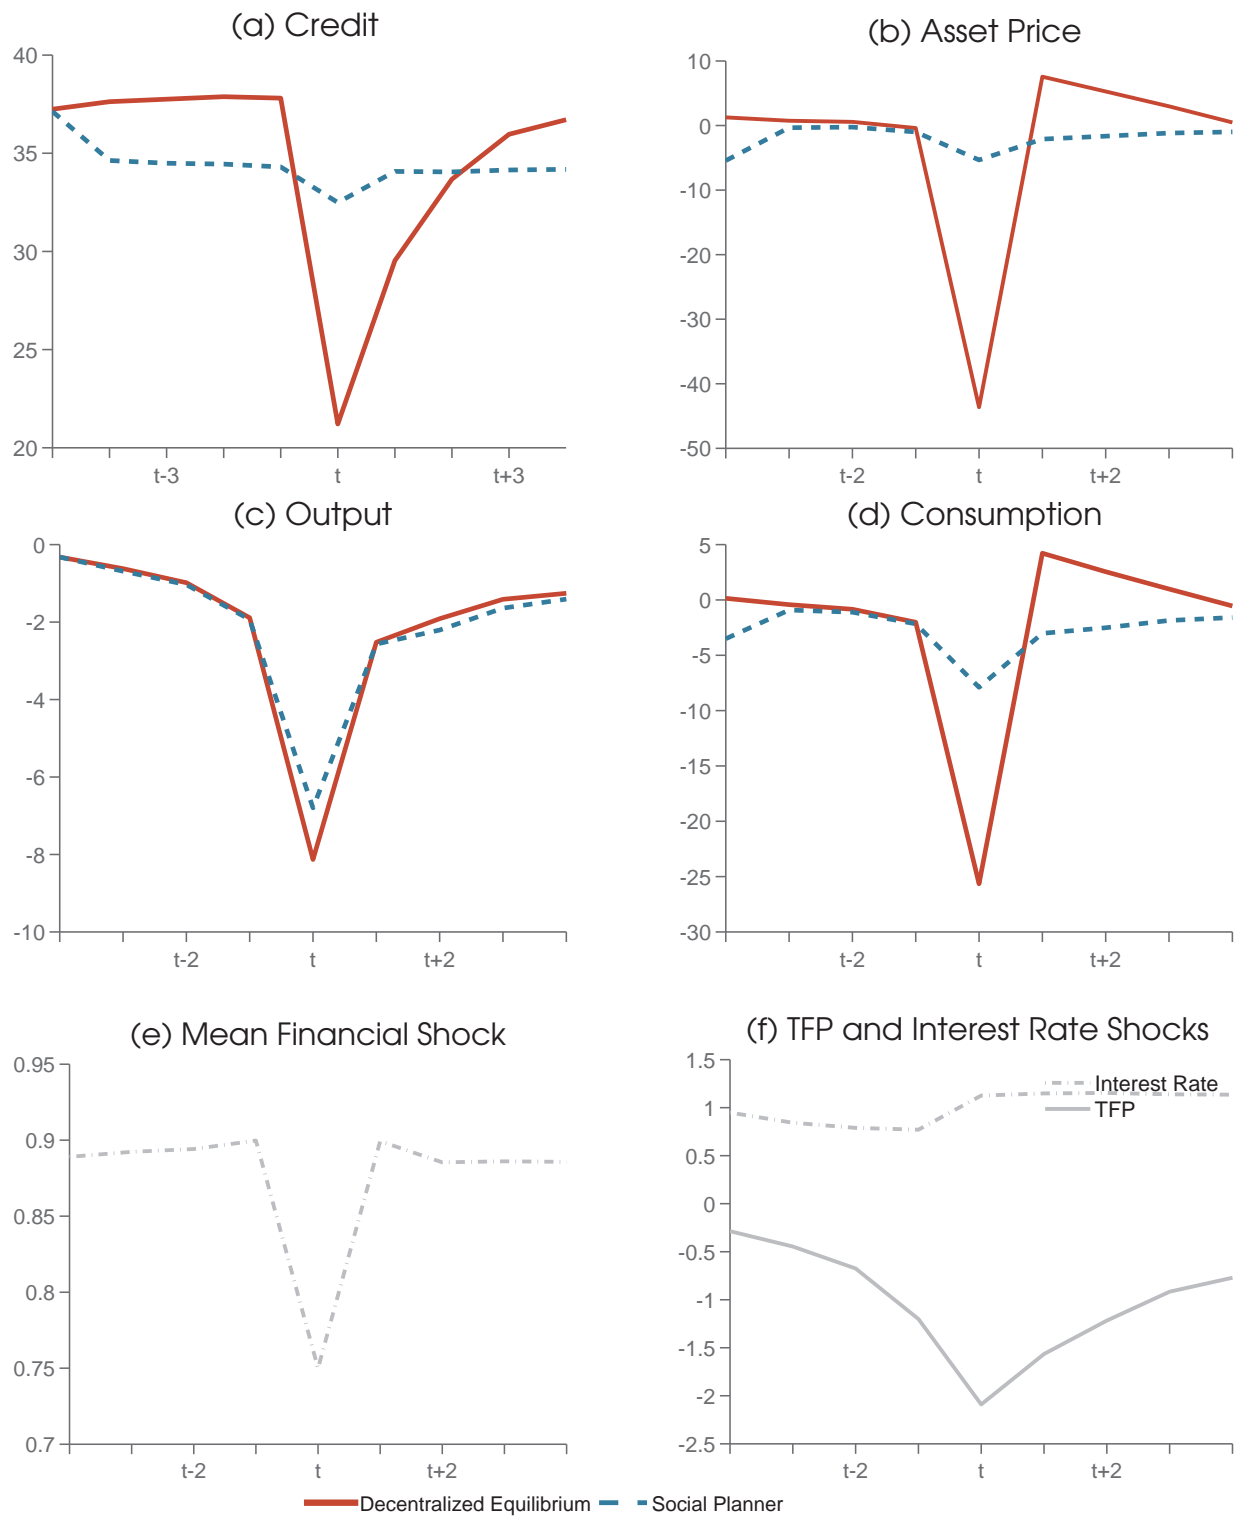 (a) Credit
40
35
30
25
20
t-3
t
t+3
(b) Asset Price
10
0
-10
-20
-30
-40
-50
t-2
t
t+2
(c) Output
0
-2
-4
-6
-8
-10
t-2
t
t+2
(d) Consumption
5
0
-5
-10
-15
-20
-25
-30
t-2
t
t+2
(e) Mean Financial Shock
0.95
0.9
0.85
0.8
0.75
0.7
t-2
t
t+2
(f) TFP and Interest Rate Shocks
1.5
1
0.5
0
-0.5
-1
-1.5
-2
-2.5
Interest Rate
TFP
t-2
t
t+2
Decentralized Equilibrium
Social Planner